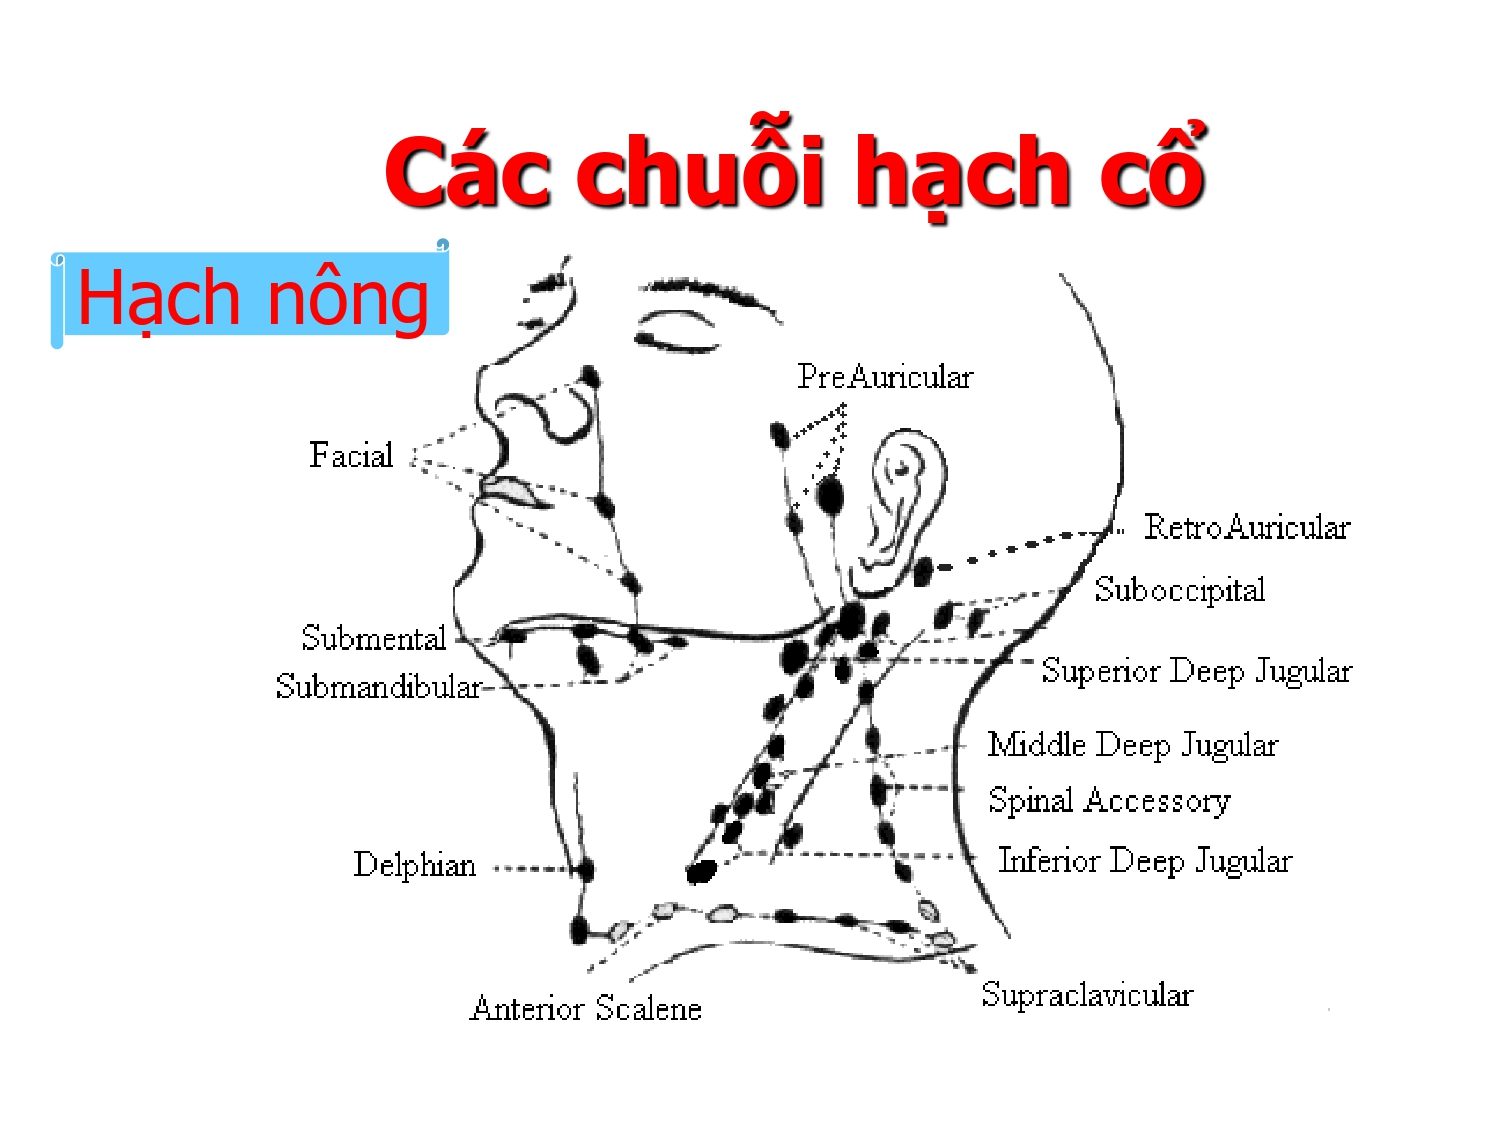 Các chuỗi hạch cổ
Hạch nông
PreAuricular
Facial
RetroAuricular
Suboccipital
Submental
Superior Deep Jugular
Submandibular
Middle Deep Jugular
Spinal Accessory
Delphian
Inferior Deep Jugular
Supraclavicular
Anterior Scalene